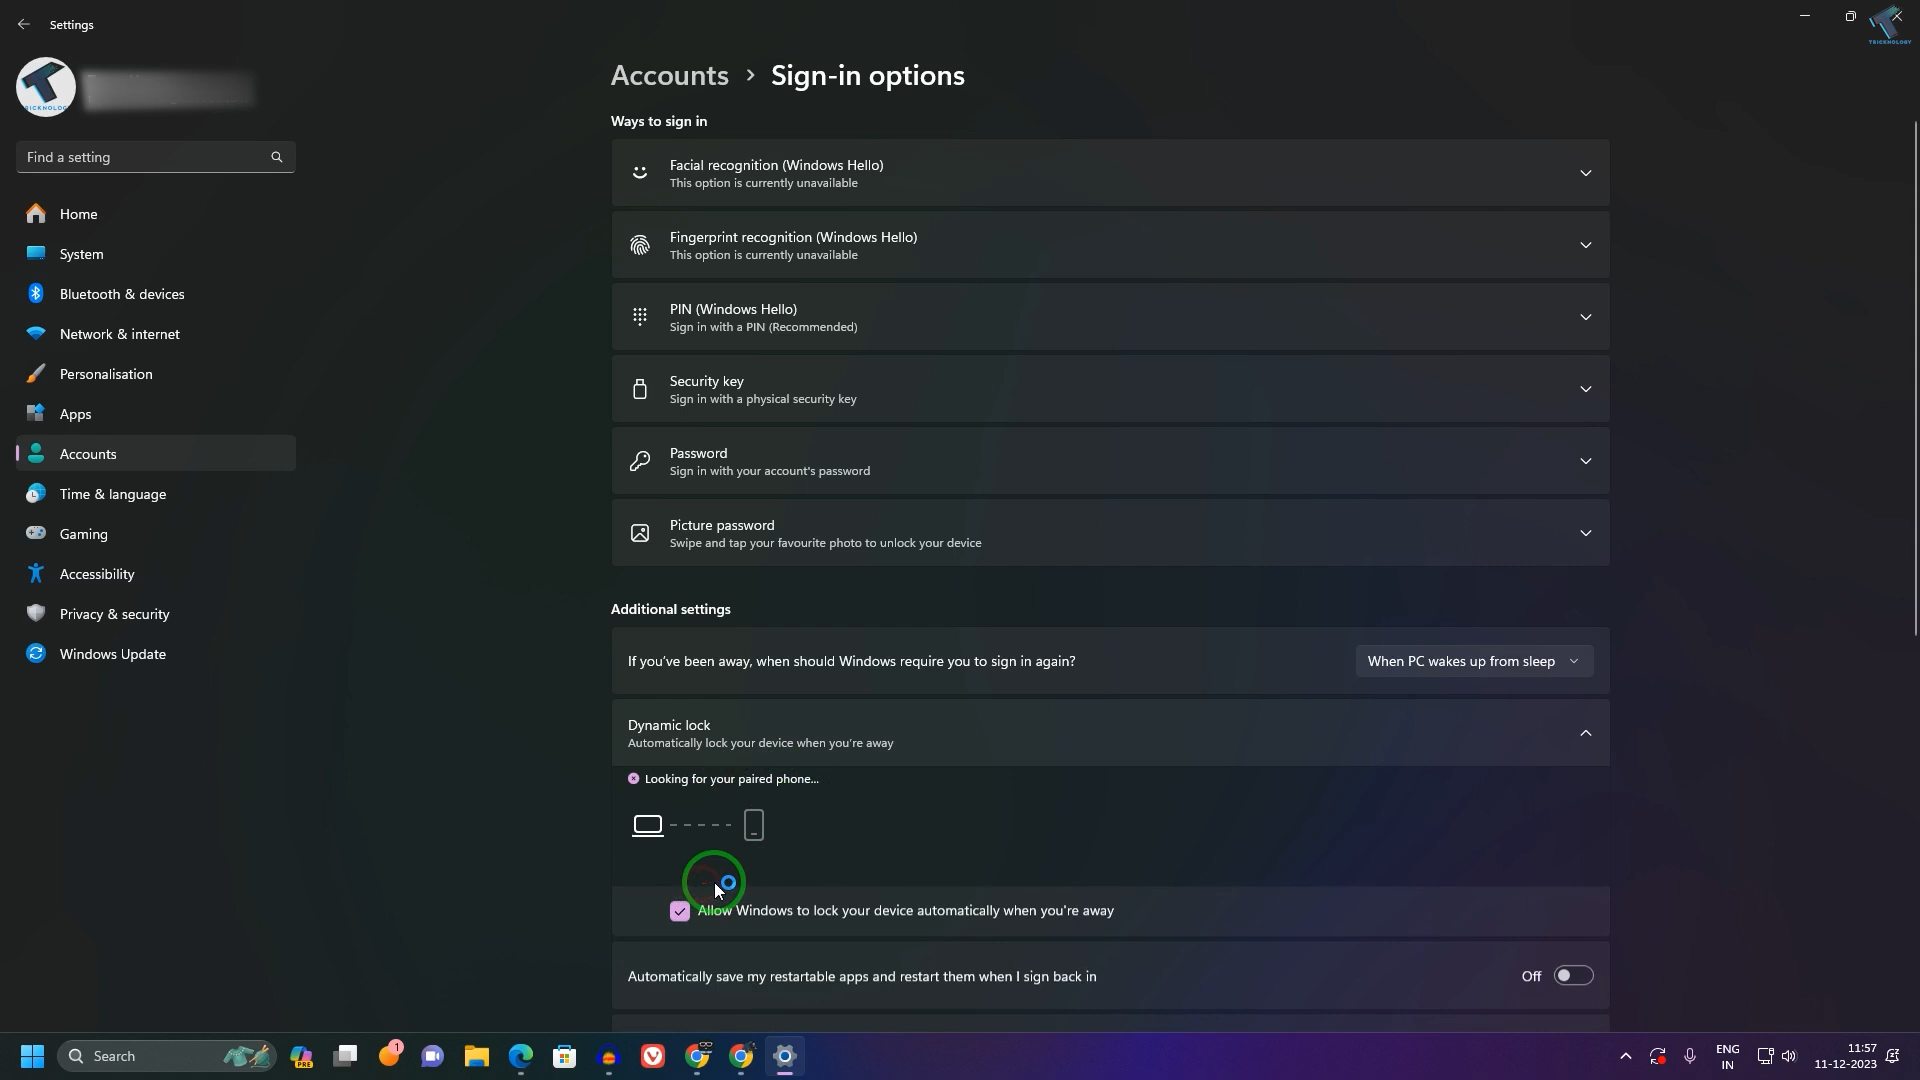 Settings
TRICKNOLOGY
Find a setting
Home
System
Bluetooth & devices
Network & internet
Personalisation
Apps
Accounts
Time & language
Gaming
Accessibility
Privacy & security
Windows Update
Accounts > Sign-in options
Ways to sign in
Facial recognition (Windows Hello)
This option is currently unavailable
Fingerprint recognition (Windows Hello)
This option is currently unavailable
PIN (Windows Hello)
Sign in with a PIN (Recommended)
Security key
Sign in with a physical security key
Password
Sign in with your account's password
Picture password
Swipe and tap your favourite photo to unlock your device
Additional settings
If you've been away, when should Windows require you to sign in again?
When PC wakes up from sleep
Dynamic lock
Automatically lock your device when you're away
Looking for your paired phone...
Allow Windows to lock your device automatically when you're away
Automatically save my restartable apps and restart them when I sign back in
Off
Search
PRE
1
ENG
IN
11:57
11-12-2023